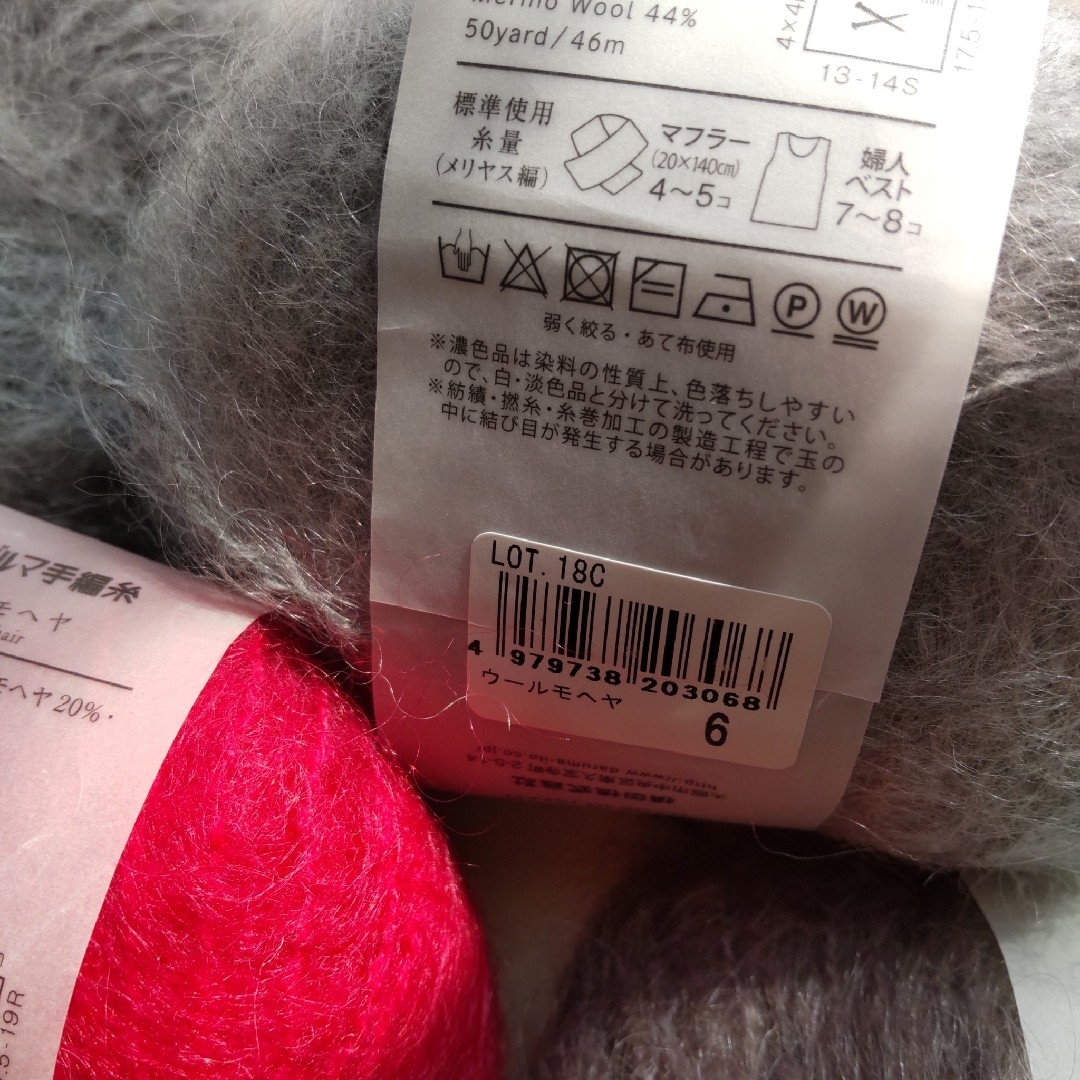 Merino Wool 44%
50yard/46m
13-14S
標準使用
糸量
(メリヤス編)
マフラー
(20×140cm)
4〜5コ
婦人
ベスト
7〜8コ
P
W
弱く絞る・あて布使用
※濃色品は染料の性質上、色落ちしやすい
ので、白・淡色品と分けて洗ってください。
※紡績・撚糸・糸巻加工の製造工程で玉の
中に結び目が発生する場合があります。
LOT. 18C
4 979738 203068
ウールモヘヤ
6
http://www.daruma-ito.co.jp/
ルマ手編糸
モヘヤ
hair
モヘヤ20%・